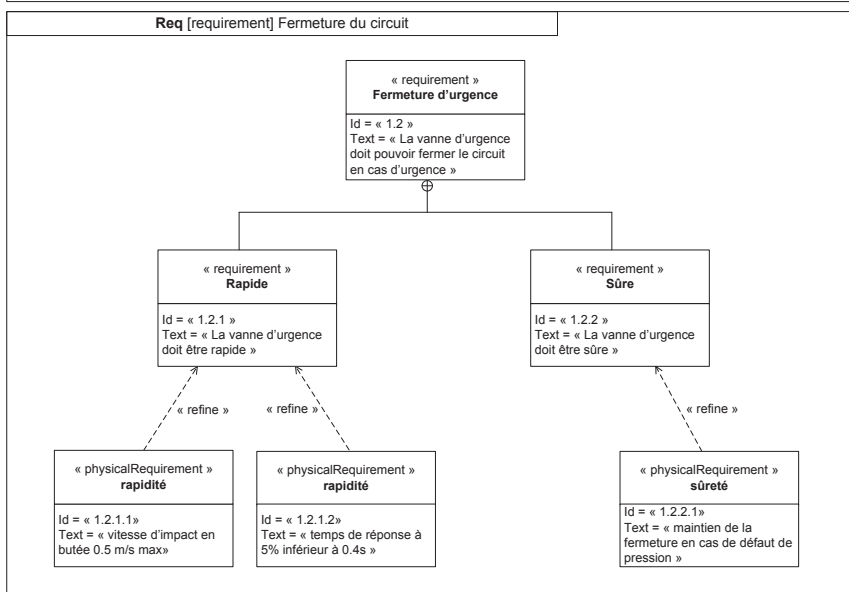 Req [requirement] Fermeture du circuit
« requirement »
Fermeture d'urgence
Id = « 1.2 »
Text = « La vanne d'urgence
doit pouvoir fermer le circuit
en cas d'urgence »
« requirement »
Rapide
Id = « 1.2.1 »
Text = « La vanne d'urgence
doit être rapide »
« requirement »
Sûre
Id = « 1.2.2 »
Text = « La vanne d'urgence
doit être sûre »
« refine »
« refine »
« refine »
« physicalRequirement »
rapidité
Id = « 1.2.1.1»
Text = « vitesse d'impact en
butée 0.5 m/s max»
« physicalRequirement »
rapidité
Id = « 1.2.1.2»
Text = « temps de réponse à
5% inférieur à 0.4s »
« physicalRequirement »
sûreté
Id = « 1.2.2.1»
Text = « maintien de la
fermeture en cas de défaut de
pression »